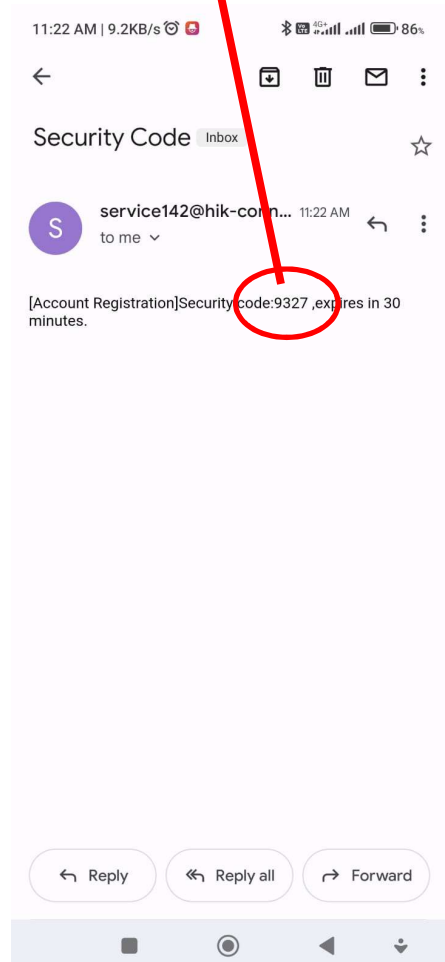 11:22 AM | 9.2KB/s 4G+ 86%
Security Code Inbox
S service142@hik-conn... 11:22 AM
to me
[Account Registration]Security code:9327 ,expires in 30
minutes.
Reply Reply all Forward